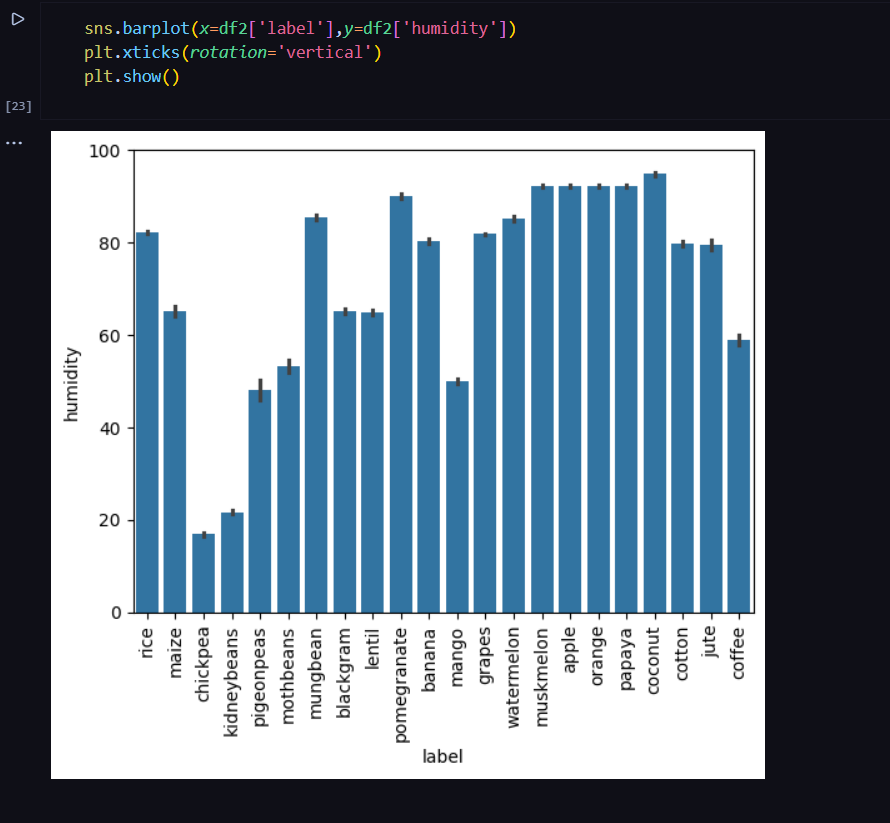 sns.barplot(x=df2['label'],y=df2['humidity'])
plt.xticks(rotation='vertical')
plt.show()
[23]
...
100
80
60
40
20
0
humidity
rice
maize
chickpea
kidneybeans
pigeonpeas
mothbeans
mungbean
blackgram
lentil
pomegranate
banana
mango
grapes
watermelon
muskmelon
apple
orange
papaya
coconut
cotton
jute
coffee
label